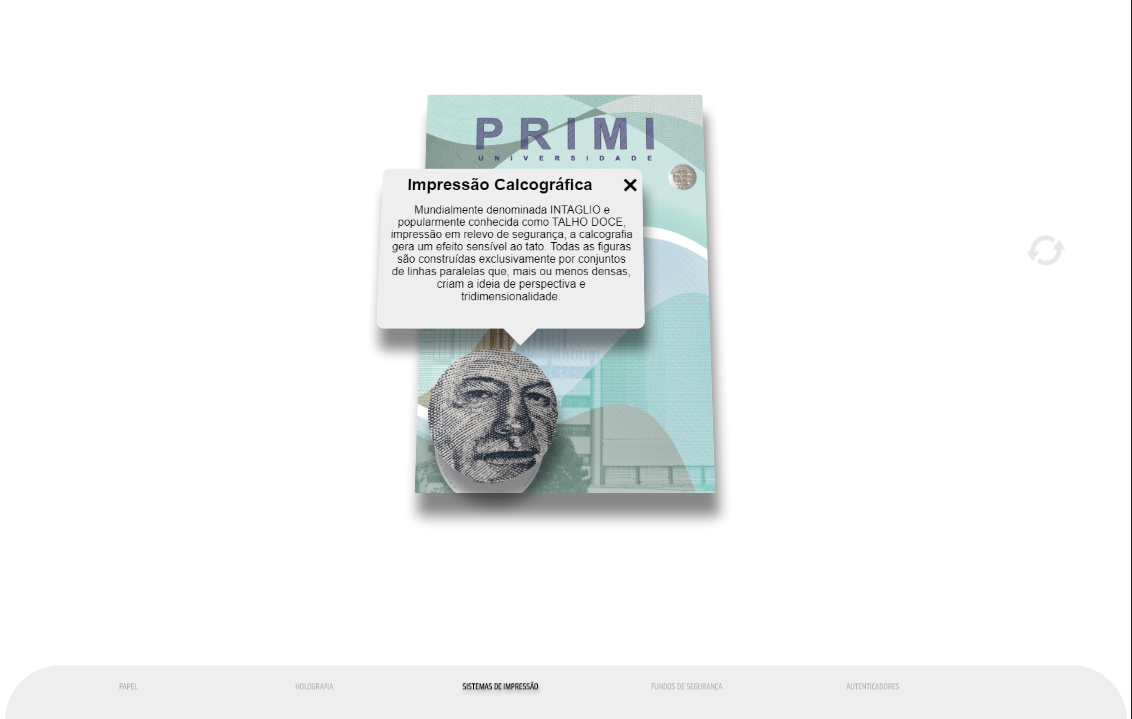 PRIMI
UNIVERSIDADE
Impressão Calcográfica
Mundialmente denominada INTAGLIO e
popularmente conhecida como TALHO DOCE,
impressão em relevo de segurança, a calcografia
gera um efeito sensível ao tato. Todas as figuras
são construídas exclusivamente por conjuntos
de linhas paralelas que, mais ou menos densas,
criam a ideia de perspectiva e
tridimensionalidade.
PAPEL
HOLOGRAFIA
SISTEMAS DE IMPRESSÃO
FUNDOS DE SEGURANÇA
AUTENTICADORES